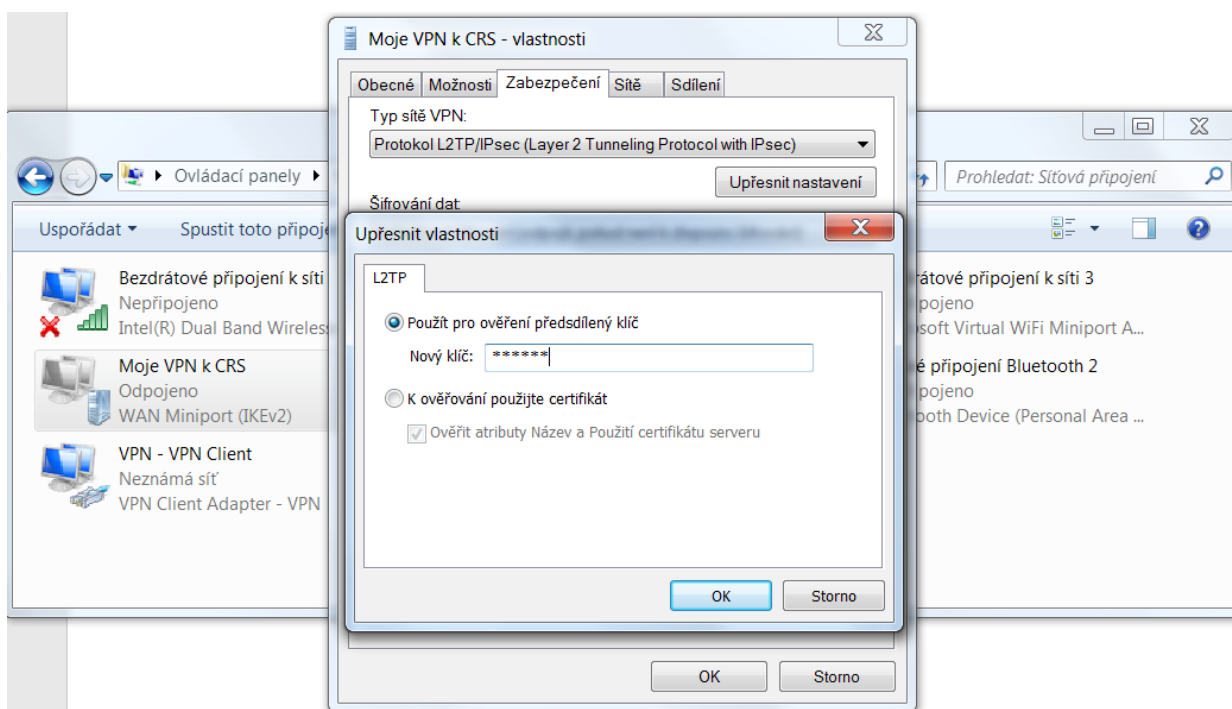 Moje VPN k CRS - vlastnosti
Obecné Možnosti Zabezpečení Sítě Sdílení
Typ sítě VPN:
Protokol L2TP/IPsec (Layer 2 Tunneling Protocol with IPsec)
Upřesnit nastavení
Šifrování dat
Ovládací panely
Prohledat: Síťová připojení
Uspořádat
Spustit toto připoje
Bezdrátové připojení k síti
Nepřipojeno
Intel(R) Dual Band Wireless
Moje VPN k CRS
Odpojeno
WAN Miniport (IKEv2)
VPN - VPN Client
Neznámá síť
VPN Client Adapter - VPN
Upřesnit vlastnosti
L2TP
Použít pro ověření předsdílený klíč
Nový klíč: ******
K ověřování použijte certifikát
Ověřit atributy Název a Použití certifikátu serveru
OK Storno
rátové připojení k síti 3
pojeno
soft Virtual WiFi Miniport A...
é připojení Bluetooth 2
pojeno
ooth Device (Personal Area ...
OK Storno